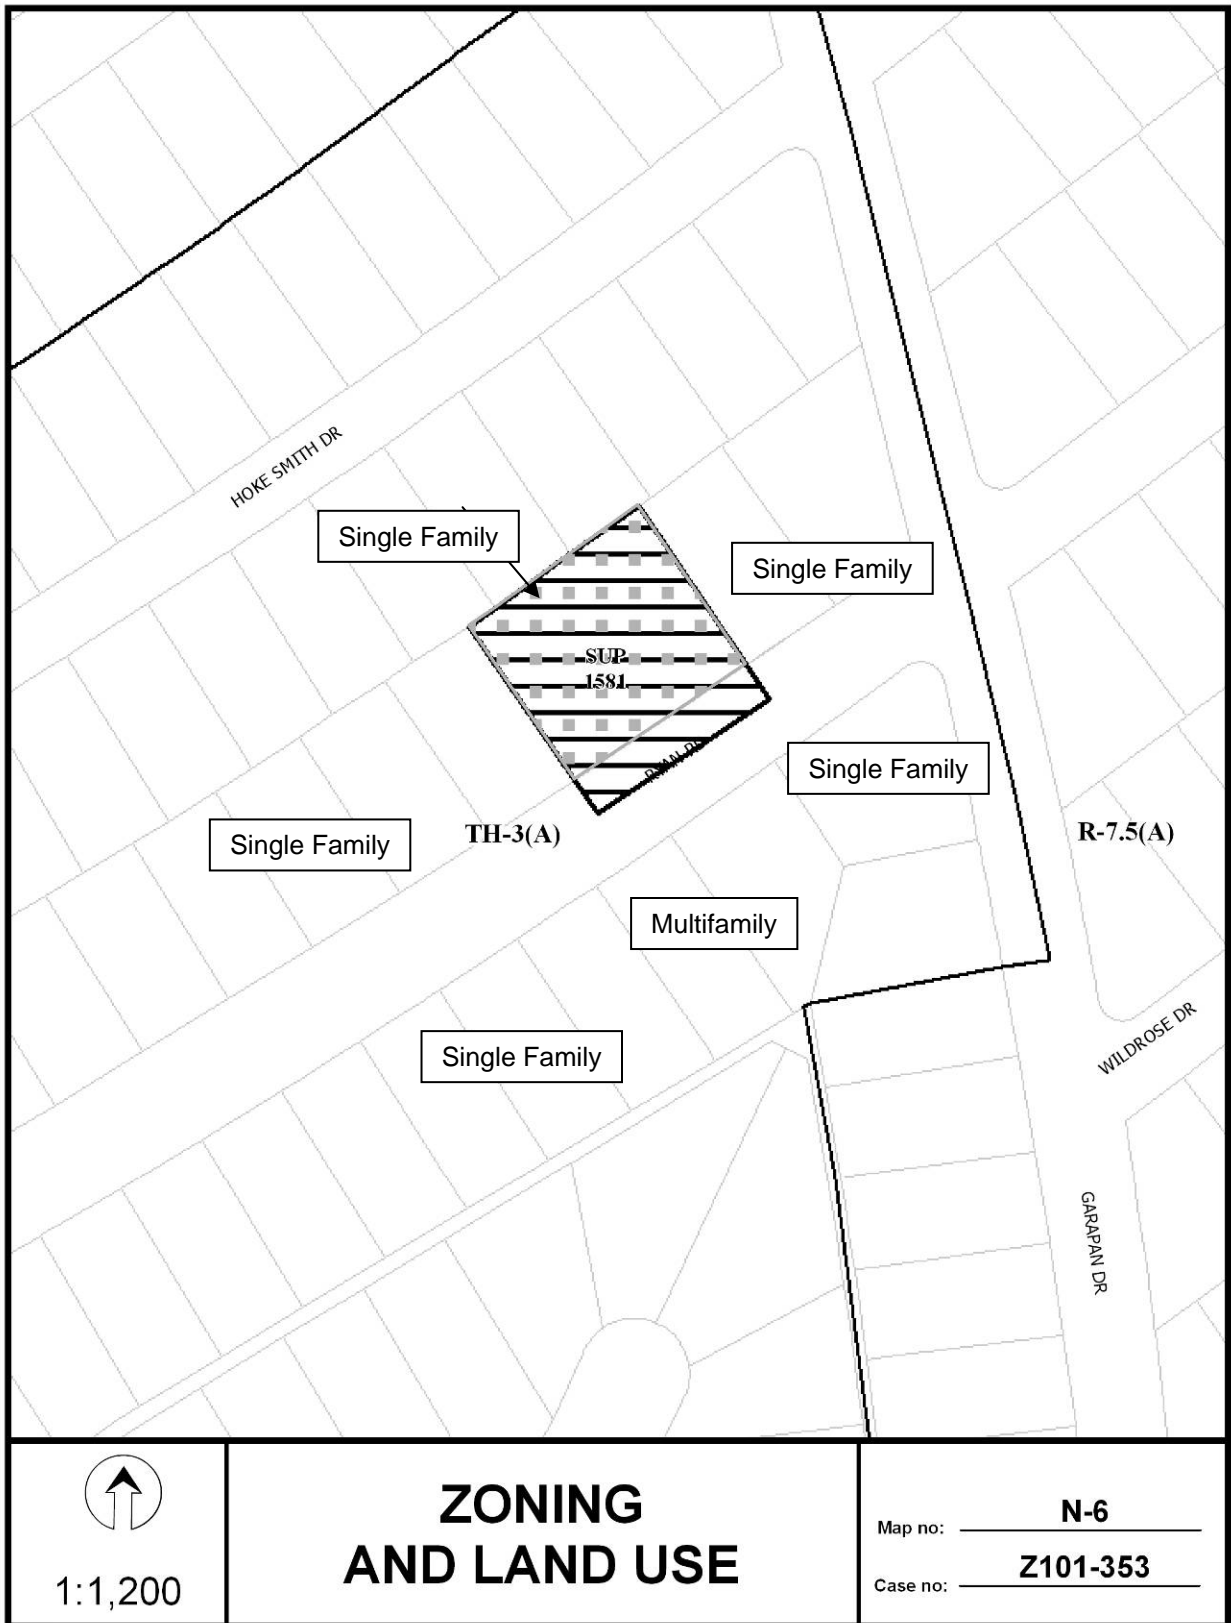 HOKE SMITH DR
Single Family
Single Family
SUP
1581
Single Family
Single Family
TH-3(A)
R-7.5(A)
Multifamily
Single Family
WILDROSE DR
GARAPAN DR
1:1,200
ZONING
AND LAND USE
Map no: N-6
Case no: Z101-353